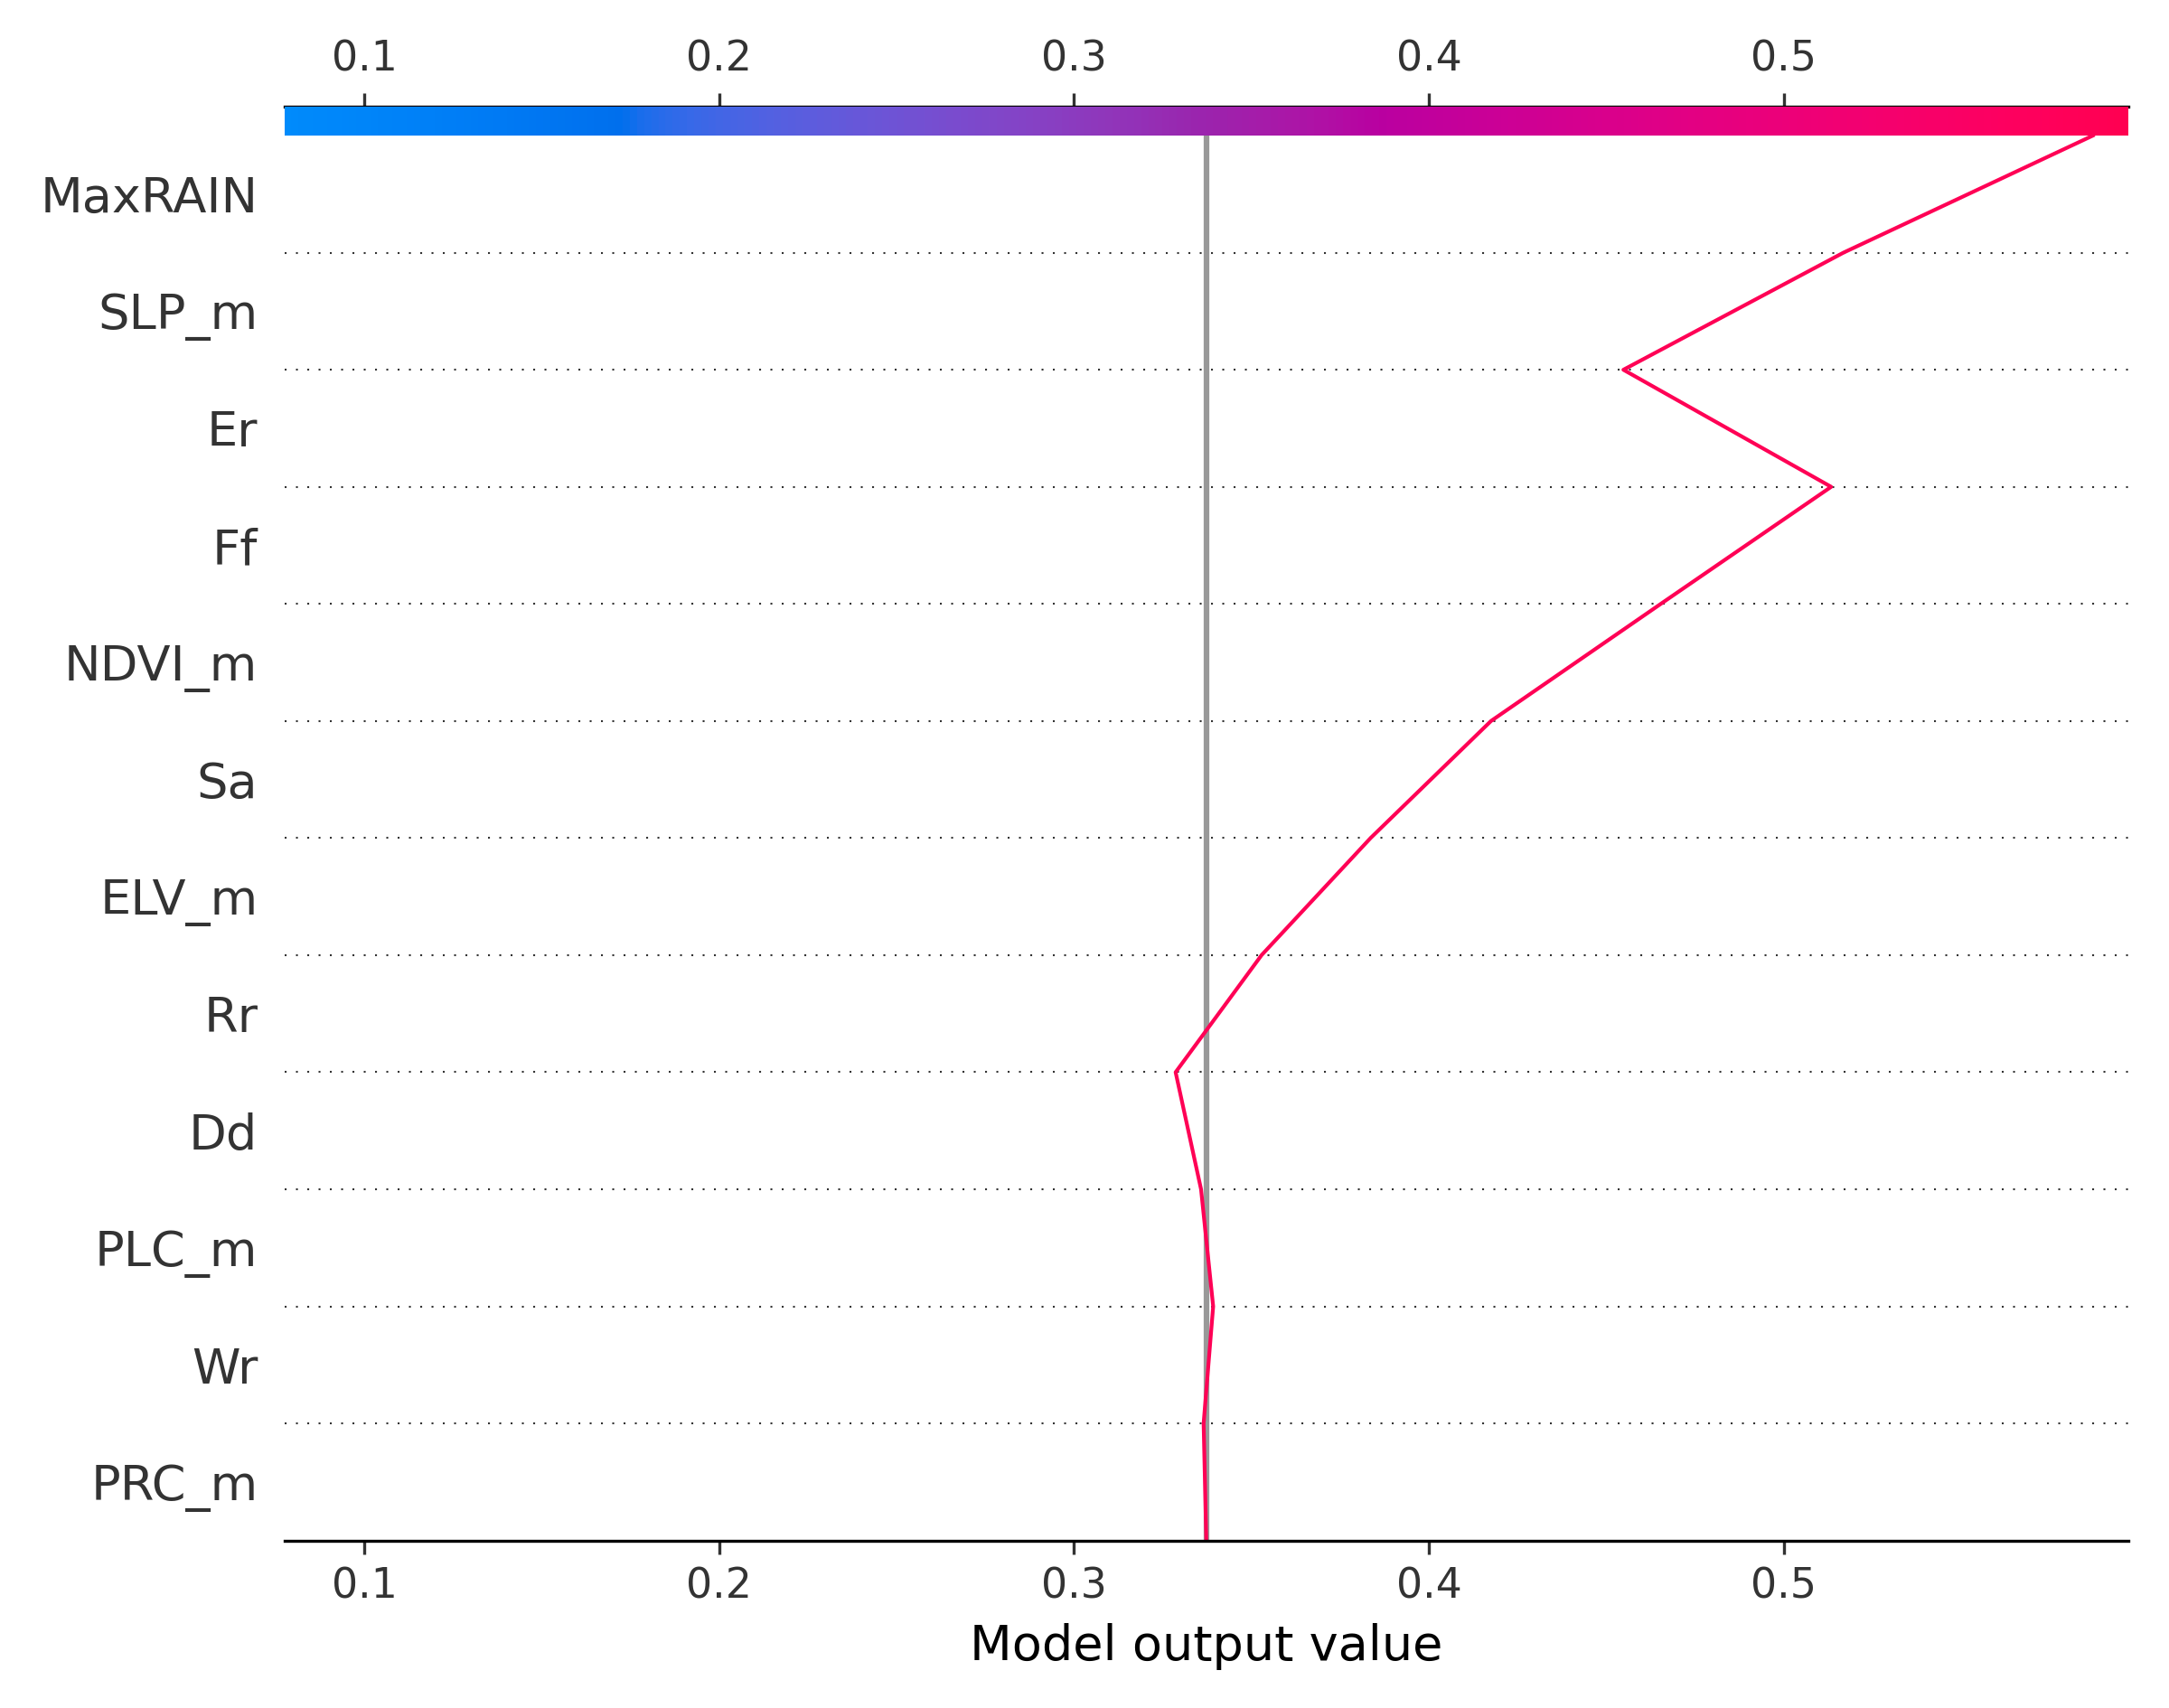 0.1 0.2 0.3 0.4 0.5
MaxRAIN
SLP_m
Er
Ff
NDVI_m
Sa
ELV_m
Rr
Dd
PLC_m
Wr
PRC_m
0.1 0.2 0.3 0.4 0.5
Model output value